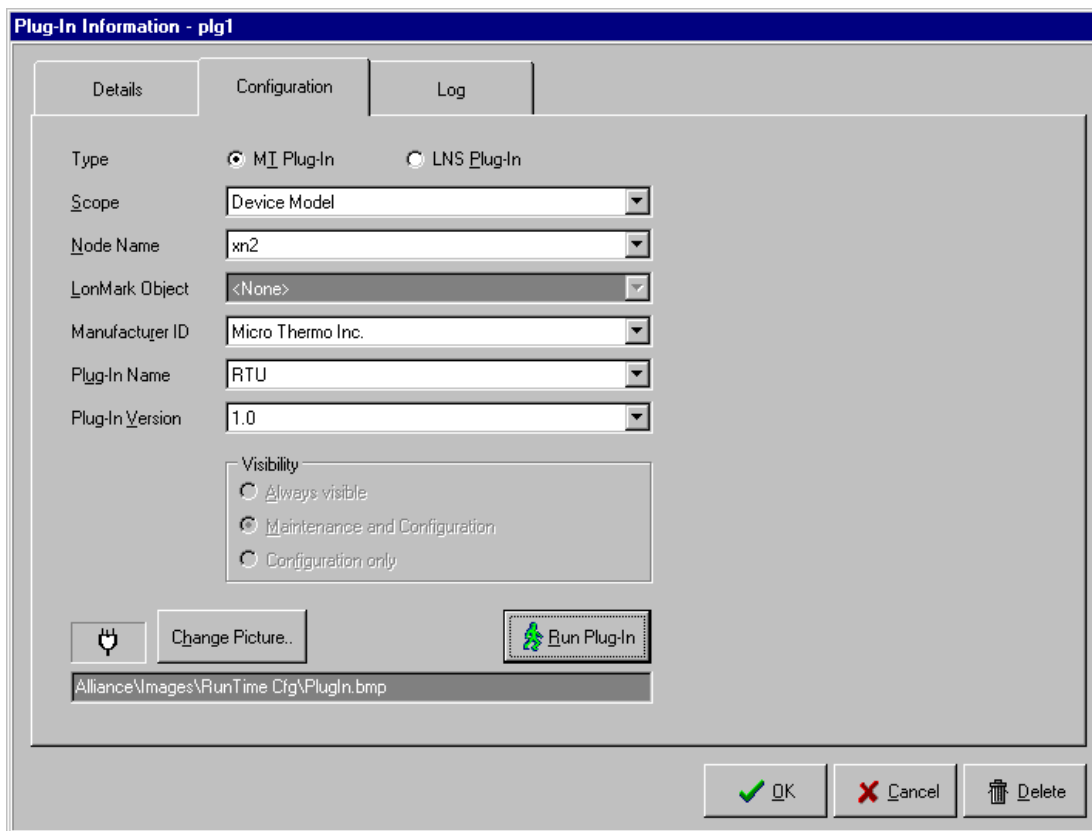 Plug-In Information - plg1
Details Configuration Log
Type MT Plug-In LNS Plug-In
Scope Device Model
Node Name xn2
LonMark Object <None>
Manufacturer ID Micro Thermo Inc.
Plug-In Name RTU
Plug-In Version 1.0
Visibility
Always visible
Maintenance and Configuration
Configuration only
Change Picture.. Run Plug-In
Alliance\Images\RunTime Cfg\PlugIn.bmp
OK Cancel Delete